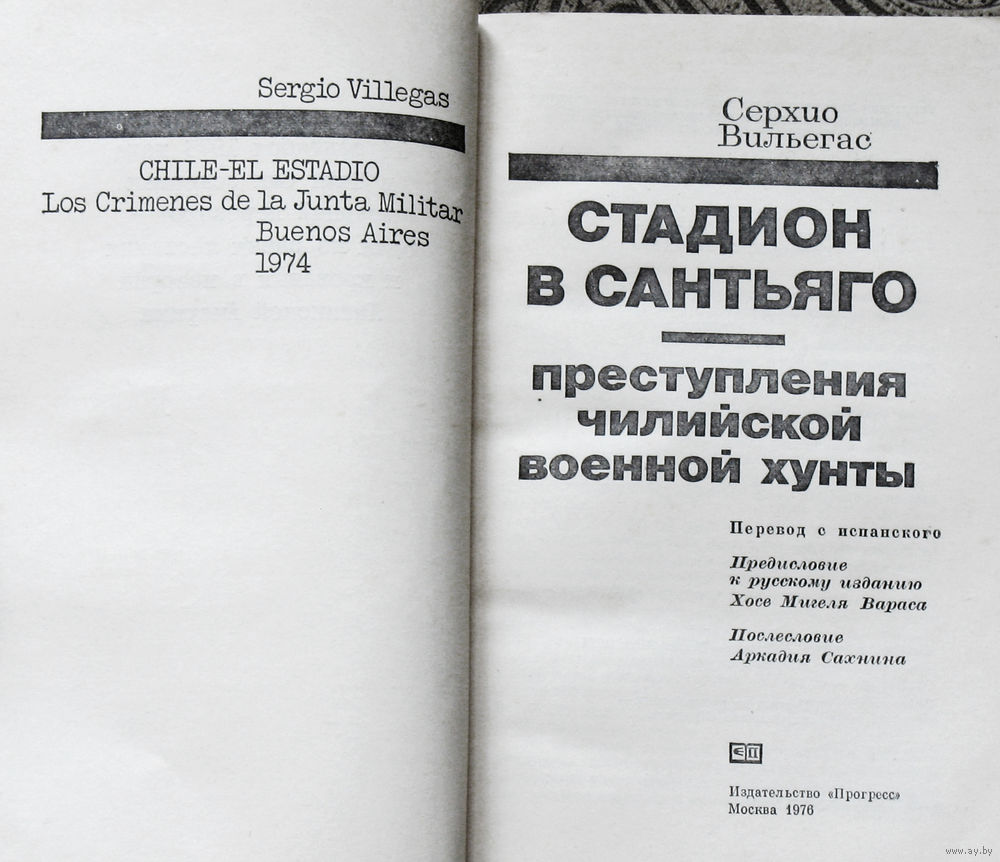 Sergio Villegas
CHILE-EL ESTADIO
Los Crimenes de la Junta Militar
Buenos Aires
1974
Серхио
Вильегас
СТАДИОН
В САНТЬЯГО
преступления
чилийской
военной хунты
Перевод с испанского
Предисловие
к русскому изданию
Хосе Мигеля Вараса
Послесловие
Аркадия Сахнина
Издательство «Прогресс»
Москва 1976
www.ay.by